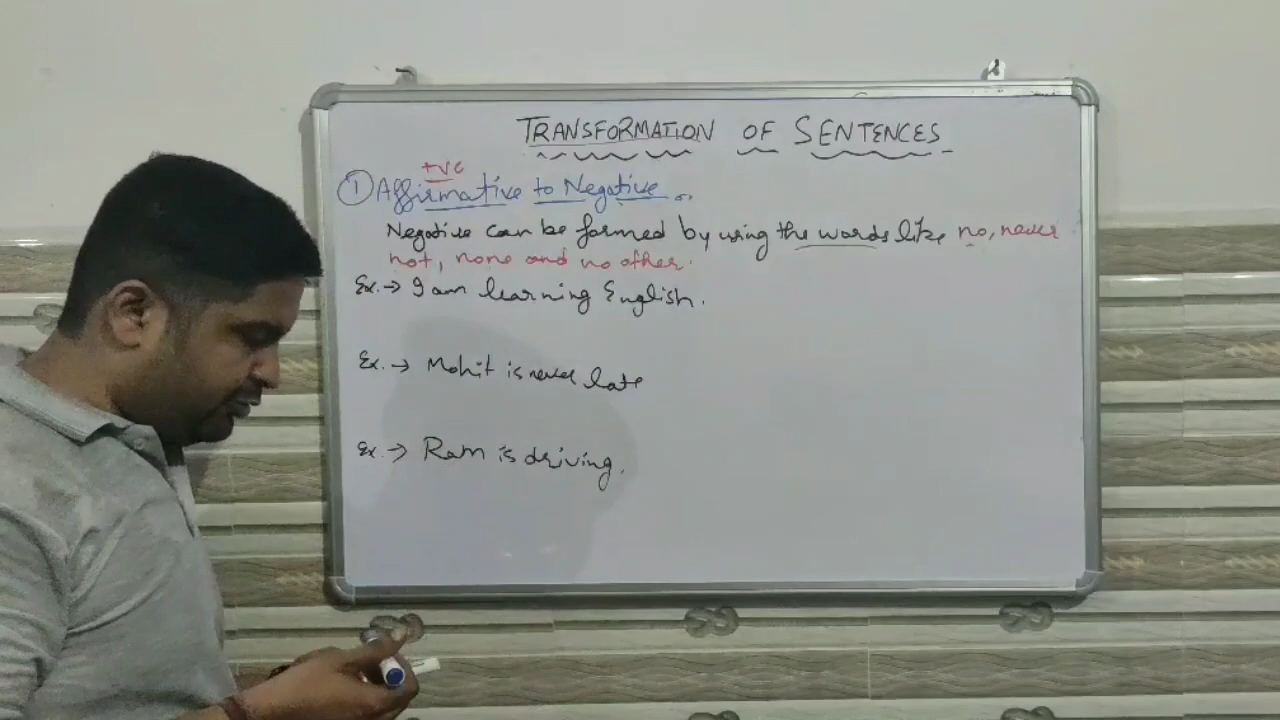 TRANSFORMATION OF SENTENCES
+ve
① Affirmative to Negative :-
Negative can be formed by using the words like no, never
not, none and no other.
Ex. → I am learning English.
Ex. → Mohit is never late
Ex. → Ram is driving.